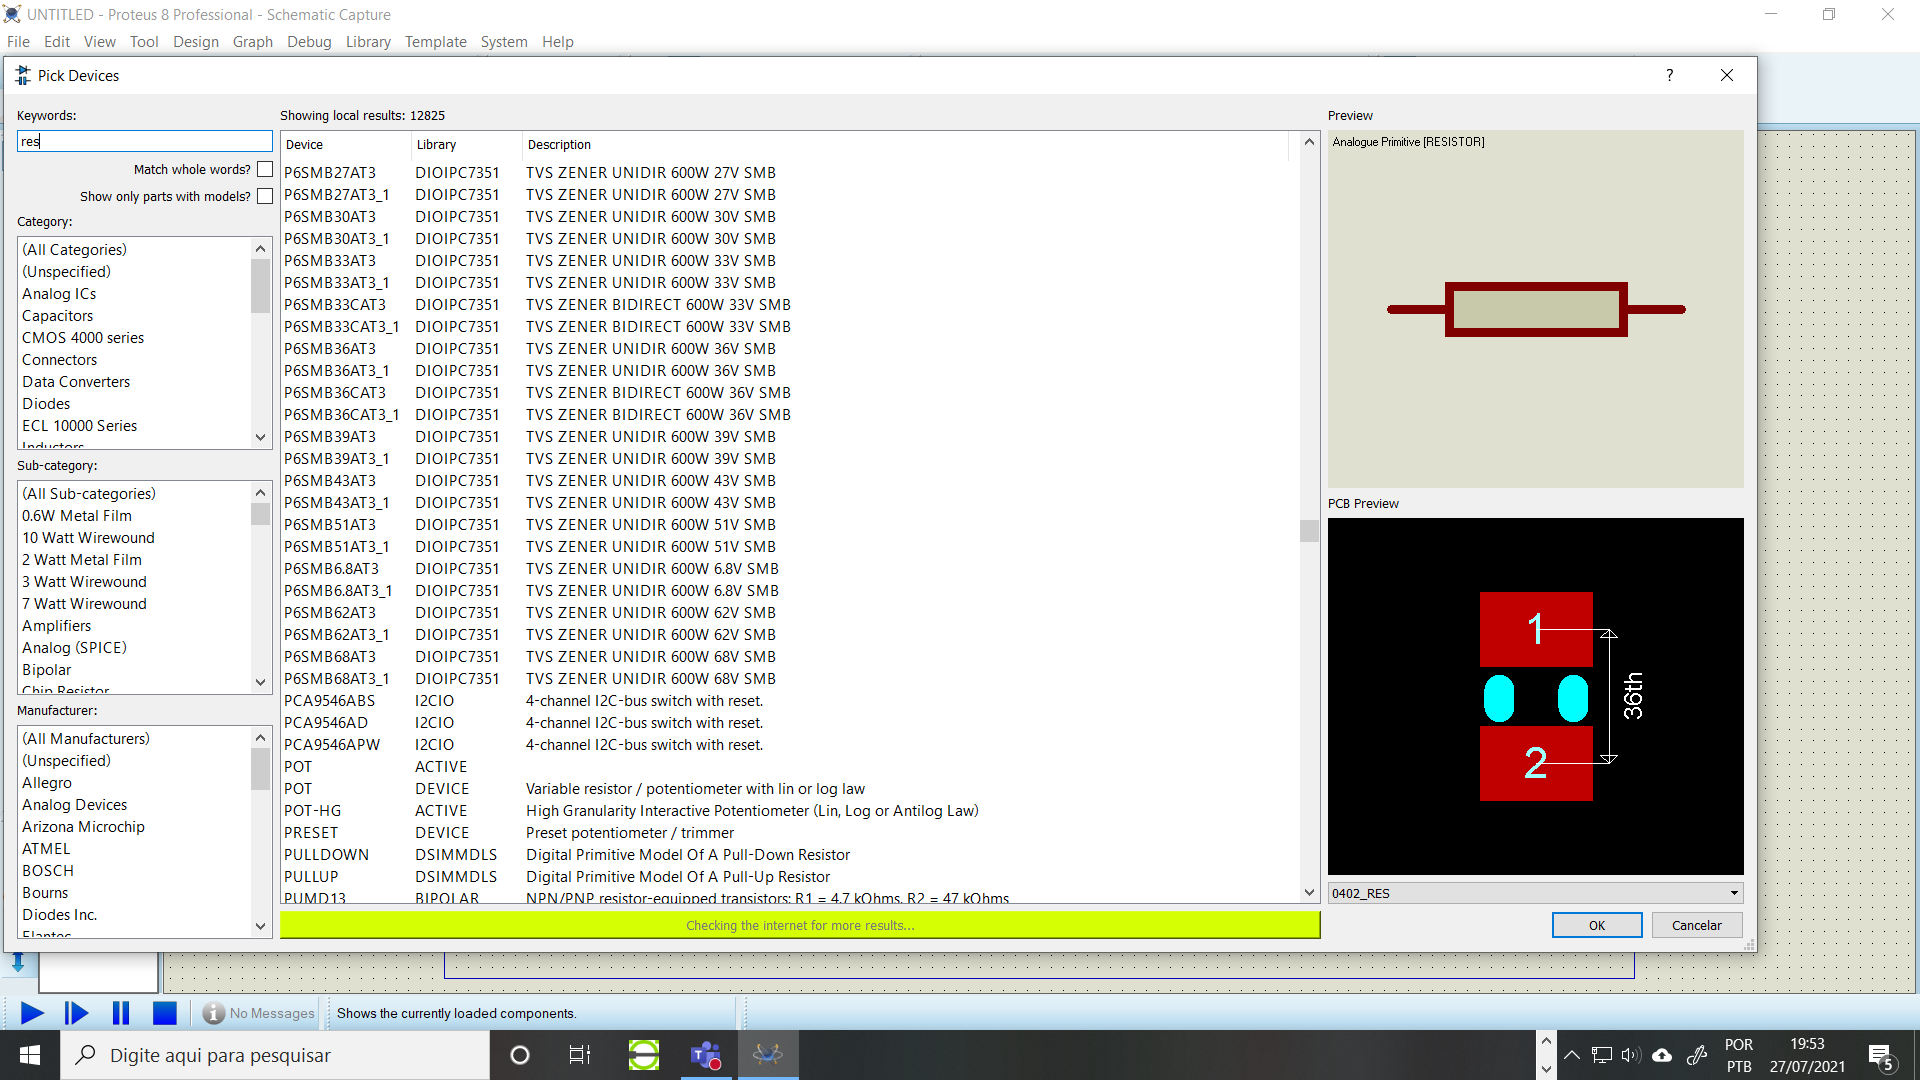 UNTITLED - Proteus 8 Professional - Schematic Capture
File Edit View Tool Design Graph Debug Library Template System Help
Pick Devices
?
Keywords:
res
Match whole words?
Show only parts with models?
Category:
(All Categories)
(Unspecified)
Analog ICs
Capacitors
CMOS 4000 series
Connectors
Data Converters
Diodes
ECL 10000 Series
Inductors
Sub-category:
(All Sub-categories)
0.6W Metal Film
10 Watt Wirewound
2 Watt Metal Film
3 Watt Wirewound
7 Watt Wirewound
Amplifiers
Analog (SPICE)
Bipolar
Chip Resistor
Manufacturer:
(All Manufacturers)
(Unspecified)
Allegro
Analog Devices
Arizona Microchip
ATMEL
BOSCH
Bourns
Diodes Inc.
Elantec
Showing local results: 12825
Device Library Description
P6SMB27AT3 DIOIPC7351 TVS ZENER UNIDIR 600W 27V SMB
P6SMB27AT3_1 DIOIPC7351 TVS ZENER UNIDIR 600W 27V SMB
P6SMB30AT3 DIOIPC7351 TVS ZENER UNIDIR 600W 30V SMB
P6SMB30AT3_1 DIOIPC7351 TVS ZENER UNIDIR 600W 30V SMB
P6SMB33AT3 DIOIPC7351 TVS ZENER UNIDIR 600W 33V SMB
P6SMB33AT3_1 DIOIPC7351 TVS ZENER UNIDIR 600W 33V SMB
P6SMB33CAT3 DIOIPC7351 TVS ZENER BIDIRECT 600W 33V SMB
P6SMB33CAT3_1 DIOIPC7351 TVS ZENER BIDIRECT 600W 33V SMB
P6SMB36AT3 DIOIPC7351 TVS ZENER UNIDIR 600W 36V SMB
P6SMB36AT3_1 DIOIPC7351 TVS ZENER UNIDIR 600W 36V SMB
P6SMB36CAT3 DIOIPC7351 TVS ZENER BIDIRECT 600W 36V SMB
P6SMB36CAT3_1 DIOIPC7351 TVS ZENER BIDIRECT 600W 36V SMB
P6SMB39AT3 DIOIPC7351 TVS ZENER UNIDIR 600W 39V SMB
P6SMB39AT3_1 DIOIPC7351 TVS ZENER UNIDIR 600W 39V SMB
P6SMB43AT3 DIOIPC7351 TVS ZENER UNIDIR 600W 43V SMB
P6SMB43AT3_1 DIOIPC7351 TVS ZENER UNIDIR 600W 43V SMB
P6SMB51AT3 DIOIPC7351 TVS ZENER UNIDIR 600W 51V SMB
P6SMB51AT3_1 DIOIPC7351 TVS ZENER UNIDIR 600W 51V SMB
P6SMB6.8AT3 DIOIPC7351 TVS ZENER UNIDIR 600W 6.8V SMB
P6SMB6.8AT3_1 DIOIPC7351 TVS ZENER UNIDIR 600W 6.8V SMB
P6SMB62AT3 DIOIPC7351 TVS ZENER UNIDIR 600W 62V SMB
P6SMB62AT3_1 DIOIPC7351 TVS ZENER UNIDIR 600W 62V SMB
P6SMB68AT3 DIOIPC7351 TVS ZENER UNIDIR 600W 68V SMB
P6SMB68AT3_1 DIOIPC7351 TVS ZENER UNIDIR 600W 68V SMB
PCA9546ABS I2CIO 4-channel I2C-bus switch with reset.
PCA9546AD I2CIO 4-channel I2C-bus switch with reset.
PCA9546APW I2CIO 4-channel I2C-bus switch with reset.
POT ACTIVE
POT DEVICE Variable resistor / potentiometer with lin or log law
POT-HG ACTIVE High Granularity Interactive Potentiometer (Lin, Log or Antilog Law)
PRESET DEVICE Preset potentiometer / trimmer
PULLDOWN DSIMMDLS Digital Primitive Model Of A Pull-Down Resistor
PULLUP DSIMMDLS Digital Primitive Model Of A Pull-Up Resistor
PUMD13 BIPOLAR NPN/PNP resistor-equipped transistors; R1 = 4.7 kOhms, R2 = 47 kOhms
Checking the internet for more results...
Preview
Analogue Primitive [RESISTOR]
PCB Preview
1
36th
2
0402_RES
OK Cancelar
No Messages Shows the currently loaded components.
Digite aqui para pesquisar
POR
PTB
19:53
27/07/2021
5